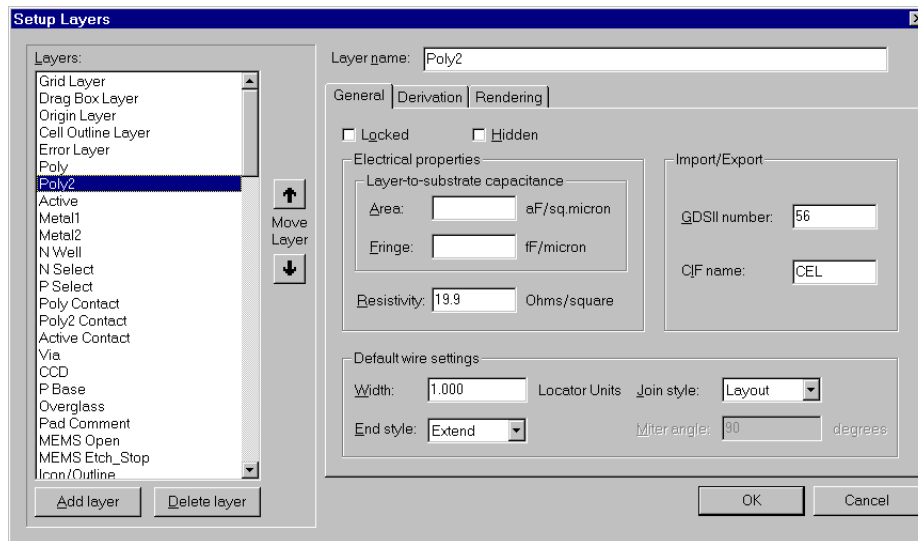 Setup Layers
Layers:
Grid Layer
Drag Box Layer
Origin Layer
Cell Outline Layer
Error Layer
Poly
Poly2
Active
Metal1
Metal2
N Well
N Select
P Select
Poly Contact
Poly2 Contact
Active Contact
Via
CCD
P Base
Overglass
Pad Comment
MEMS Open
MEMS Etch_Stop
Icon/Outline
Add layer
Delete layer
Move
Layer
Layer name: Poly2
General Derivation Rendering
Locked Hidden
Electrical properties
Layer-to-substrate capacitance
Area: aF/sq.micron
Fringe: fF/micron
Resistivity: 19.9 Ohms/square
Import/Export
GDSII number: 56
CIF name: CEL
Default wire settings
Width: 1.000 Locator Units Join style: Layout
End style: Extend Miter angle: 90 degrees
OK Cancel